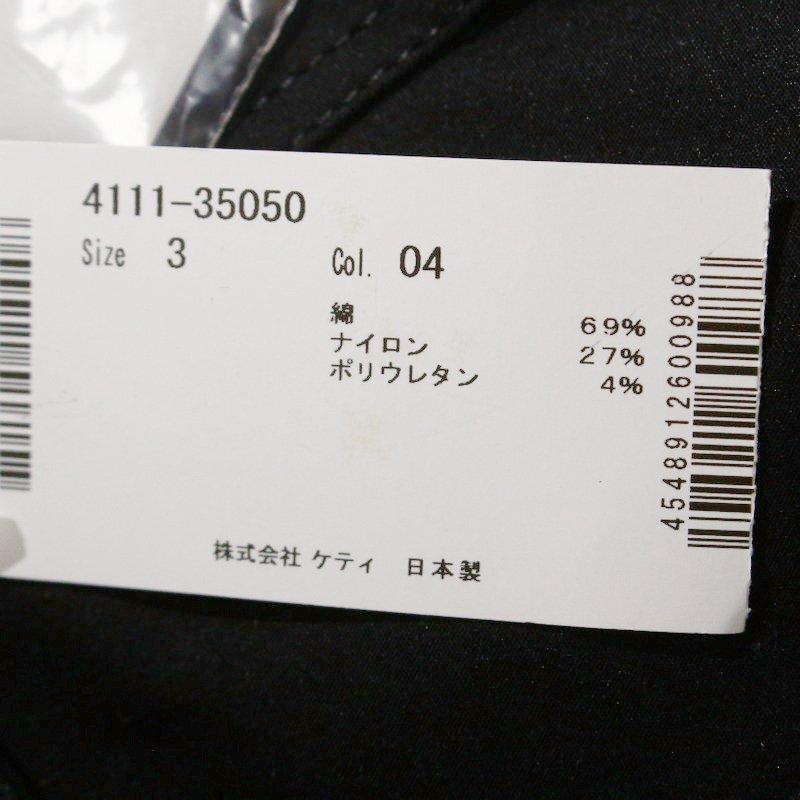 4111-35050
Size 3
Col. 04
綿 69%
ナイロン 27%
ポリウレタン 4%
4548912600988
株式会社 ケティ 日本製